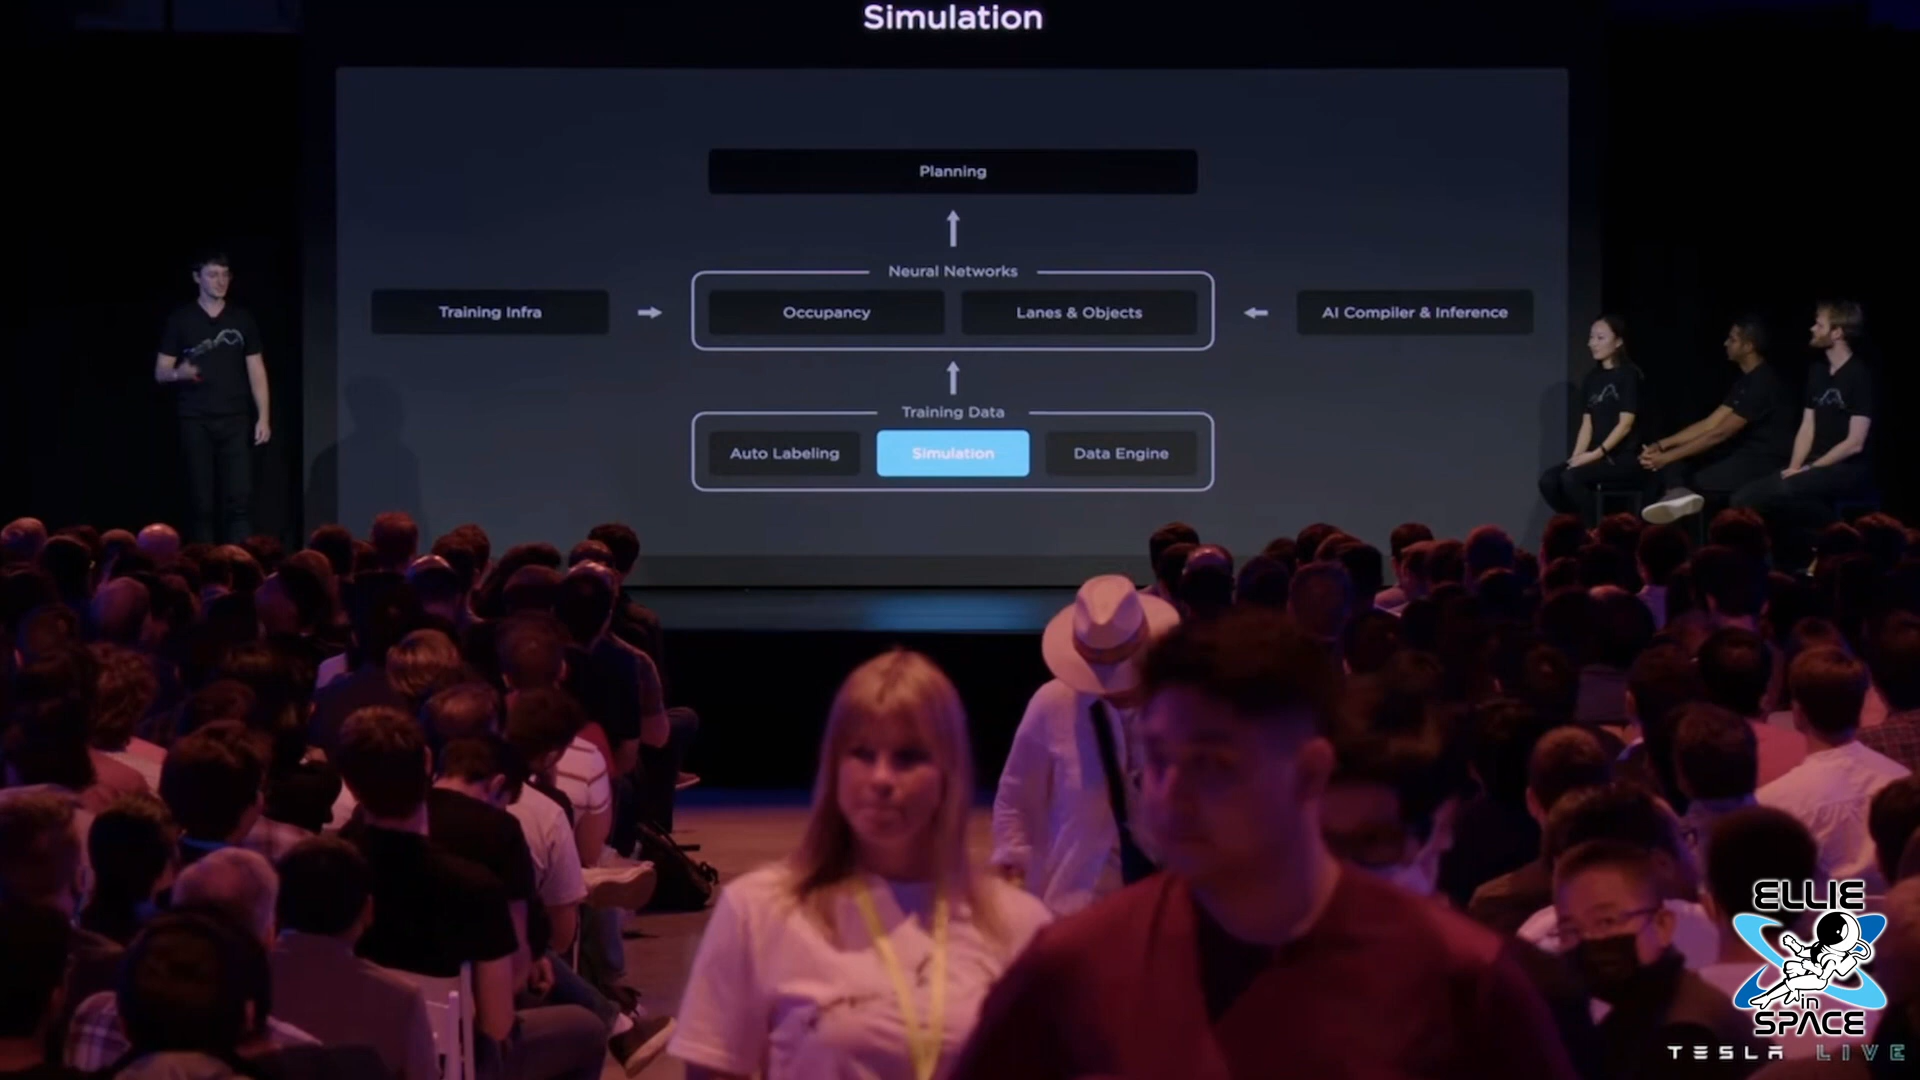 Simulation
Planning
Neural Networks
Training Infra
Occupancy
Lanes & Objects
AI Compiler & Inference
Training Data
Auto Labeling
Simulation
Data Engine
ELLIE
in
SPACE
TESLA LIVE